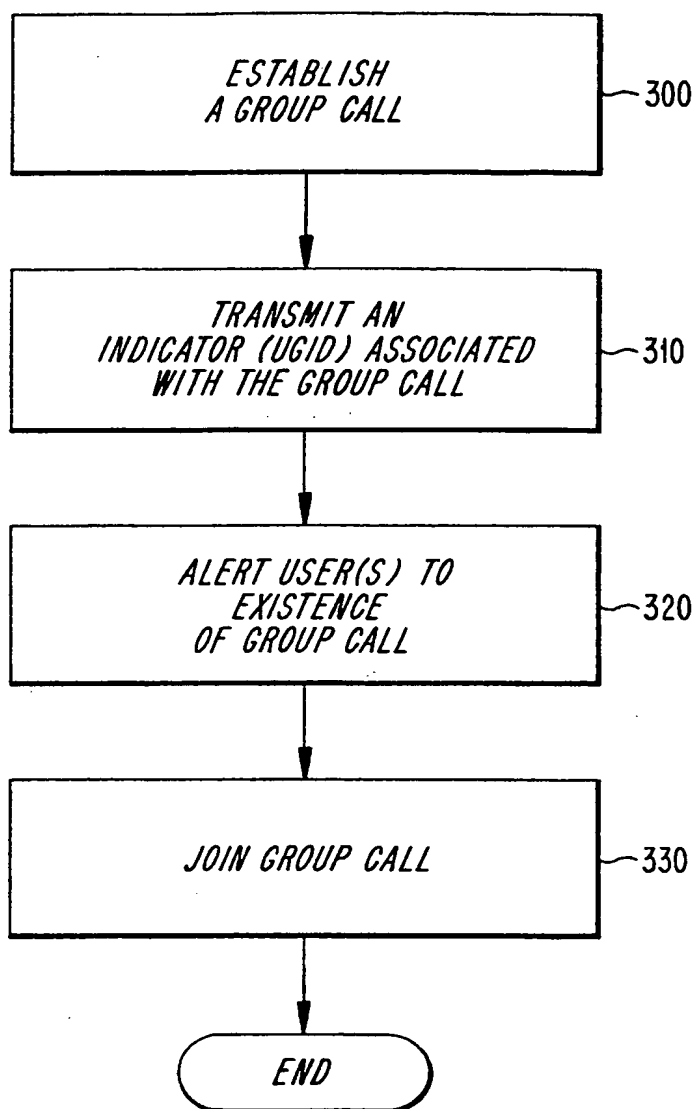 ESTABLISH
A GROUP CALL
300
TRANSMIT AN
INDICATOR (UGID) ASSOCIATED
WITH THE GROUP CALL
310
ALERT USER(S) TO
EXISTENCE
OF GROUP CALL
320
JOIN GROUP CALL
330
END